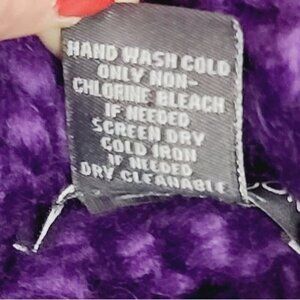 HAND WASH COLD
ONLY NON-
CHLORINE BLEACH
IF NEEDED
SCREEN DRY
COLD IRON
IF NEEDED
DRY CLEANABLE